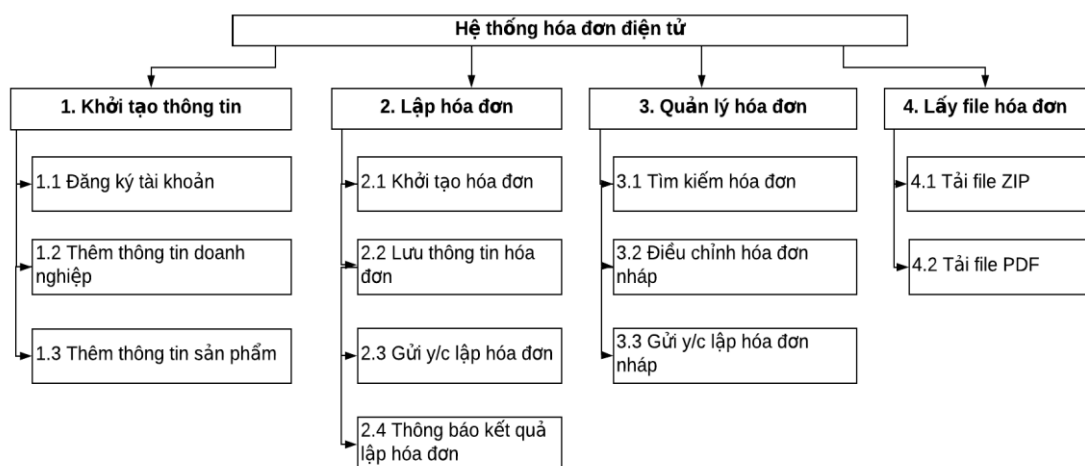 Hệ thống hóa đơn điện tử
1. Khởi tạo thông tin
1.1 Đăng ký tài khoản
1.2 Thêm thông tin doanh
nghiệp
1.3 Thêm thông tin sản phẩm
2. Lập hóa đơn
2.1 Khởi tạo hóa đơn
2.2 Lưu thông tin hóa
đơn
2.3 Gửi y/c lập hóa đơn
2.4 Thông báo kết quả
lập hóa đơn
3. Quản lý hóa đơn
3.1 Tìm kiếm hóa đơn
3.2 Điều chỉnh hóa đơn
nháp
3.3 Gửi y/c lập hóa đơn
nháp
4. Lấy file hóa đơn
4.1 Tải file ZIP
4.2 Tải file PDF